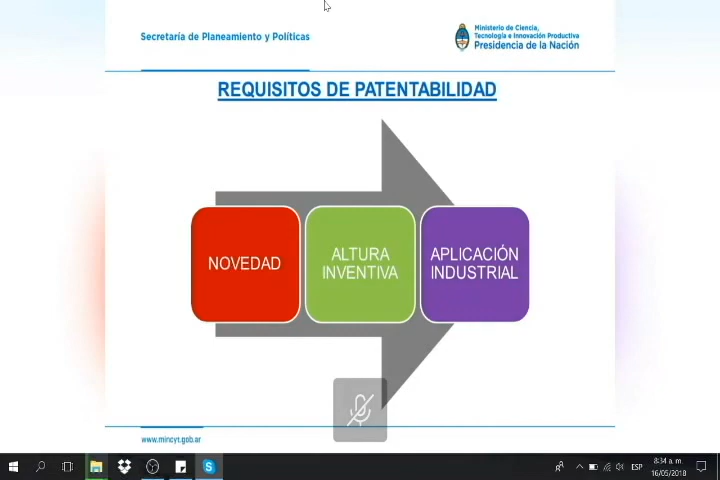 Secretaría de Planeamiento y Políticas
Ministerio de Ciencia,
Tecnología e Innovación Productiva
Presidencia de la Nación
REQUISITOS DE PATENTABILIDAD
NOVEDAD
ALTURA
INVENTIVA
APLICACIÓN
INDUSTRIAL
www.mincyt.gob.ar
ESP
8:34 a. m.
16/05/2018